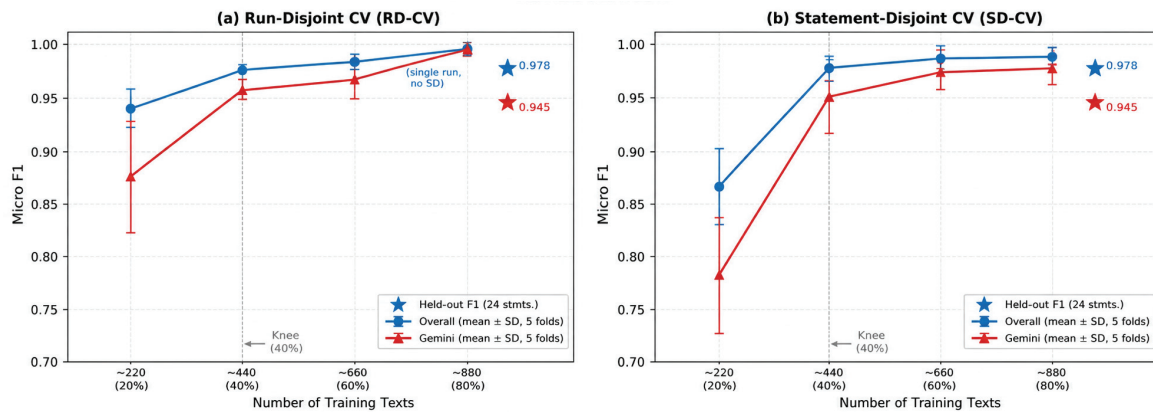 (a) Run-Disjoint CV (RD-CV)
Micro F1
1.00
0.95
0.90
0.85
0.80
0.75
0.70
(single run,
no SD)
0.978
0.945
Knee
(40%)
Held-out F1 (24 stmts.)
Overall (mean ± SD, 5 folds)
Gemini (mean ± SD, 5 folds)
~220 ~440 ~660 ~880
(20%) (40%) (60%) (80%)
Number of Training Texts
(b) Statement-Disjoint CV (SD-CV)
Micro F1
1.00
0.95
0.90
0.85
0.80
0.75
0.70
0.978
0.945
Knee
(40%)
Held-out F1 (24 stmts.)
Overall (mean ± SD, 5 folds)
Gemini (mean ± SD, 5 folds)
~220 ~440 ~660 ~880
(20%) (40%) (60%) (80%)
Number of Training Texts